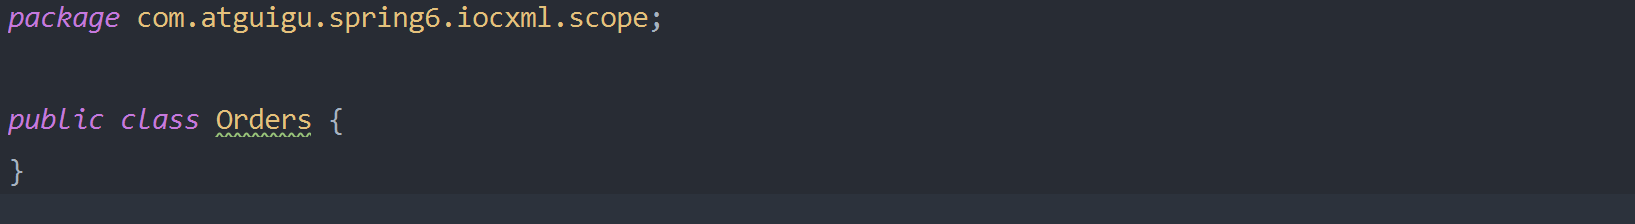 package com.atguigu.spring6.iocxml.scope;
public class Orders {
}